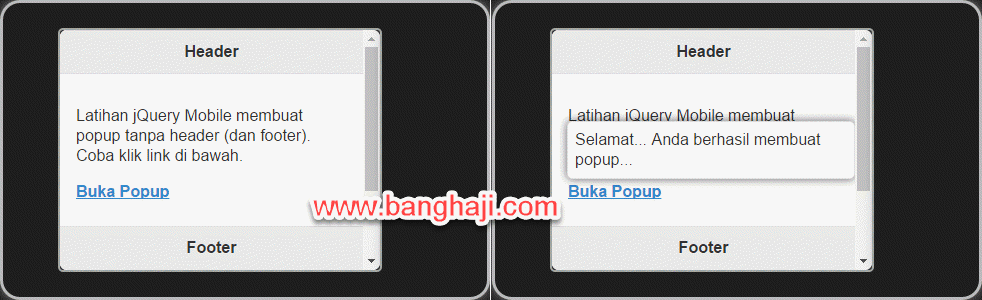 Header
Latihan jQuery Mobile membuat
popup tanpa header (dan footer).
Coba klik link di bawah.
Buka Popup
Footer
www.banghaji.com
Header
Latihan jQuery Mobile membuat
Selamat... Anda berhasil membuat
popup...
Buka Popup
Footer